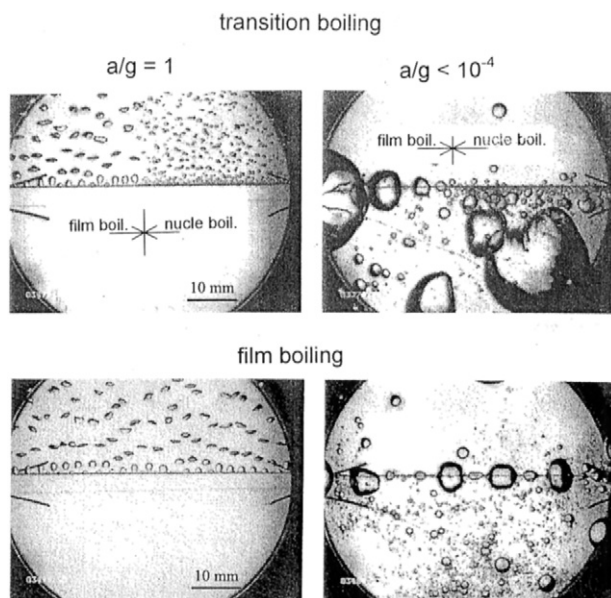 transition boiling
a/g = 1
a/g < 10⁻⁴
film boil. nucle boil.
film boil. nucle boil.
10 mm
film boiling
10 mm